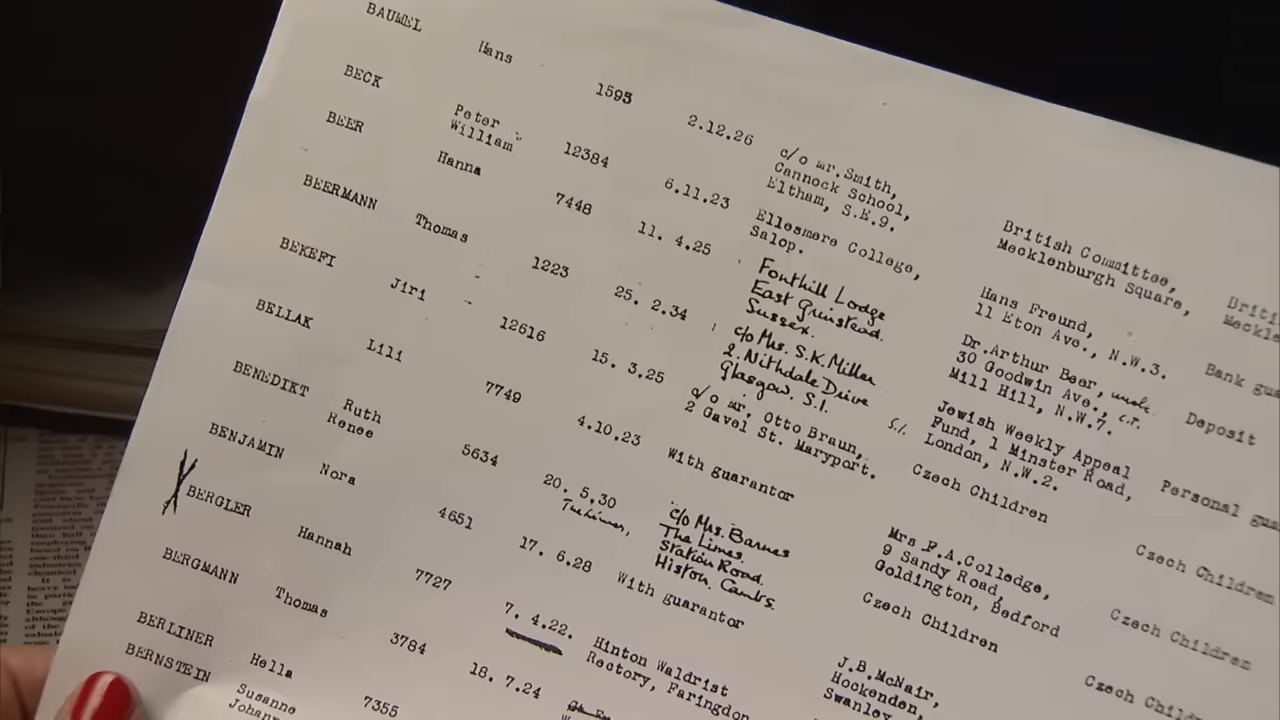 BAUMEL Hans 1593 2.12.26 c/o Mr. Smith, British Committee,
Cannock School, Mecklenburgh Square,
Eltham, S.E.9.
BECK Peter 12384 6.11.23 Ellesmere College, Hans Freund, Bank
William Salop. 11 Eton Ave., N.W.3.
BEER Hanna 7448 11. 4.25 Fonthill Lodge Dr. Arthur Beer, Deposit
East Grinstead. 30 Goodwin Ave.,
Sussex. Mill Hill, N.W.7.
BEERMANN Thomas 1223 25. 2.34 c/o Mrs. S.K. Miller Jewish Weekly Appeal Personal
2. Nithdale Drive Fund, 1 Minster Road,
Glasgow. S.1. London, N.W.2.
BEKEFI Jiri 12616 15. 3.25 c/o Mr. Otto Braun, Czech Children Czech Children
2 Gavel St. Maryport.
BELLAK Lili 7749 4.10.23 With guarantor Mrs F.A.Colledge, Czech Children
9 Sandy Road,
Goldington, Bedford
BENEDIKT Ruth 5634 20. 5.30 c/o Mrs. Barnes Czech Children Czech
Renee The Limes
Station Road.
Histon. Cambs.
BENJAMIN Nora 4651 17. 6.28 With guarantor J.B.McNair,
Hockenden,
Swanley
BERGLER Hannah 7727 7. 4.22. Hinton Waldrist
Rectory, Faringdon
BERGMANN Thomas 3784 18. 7.24
BERLINER Hella 7355
BERNSTEIN Susanne